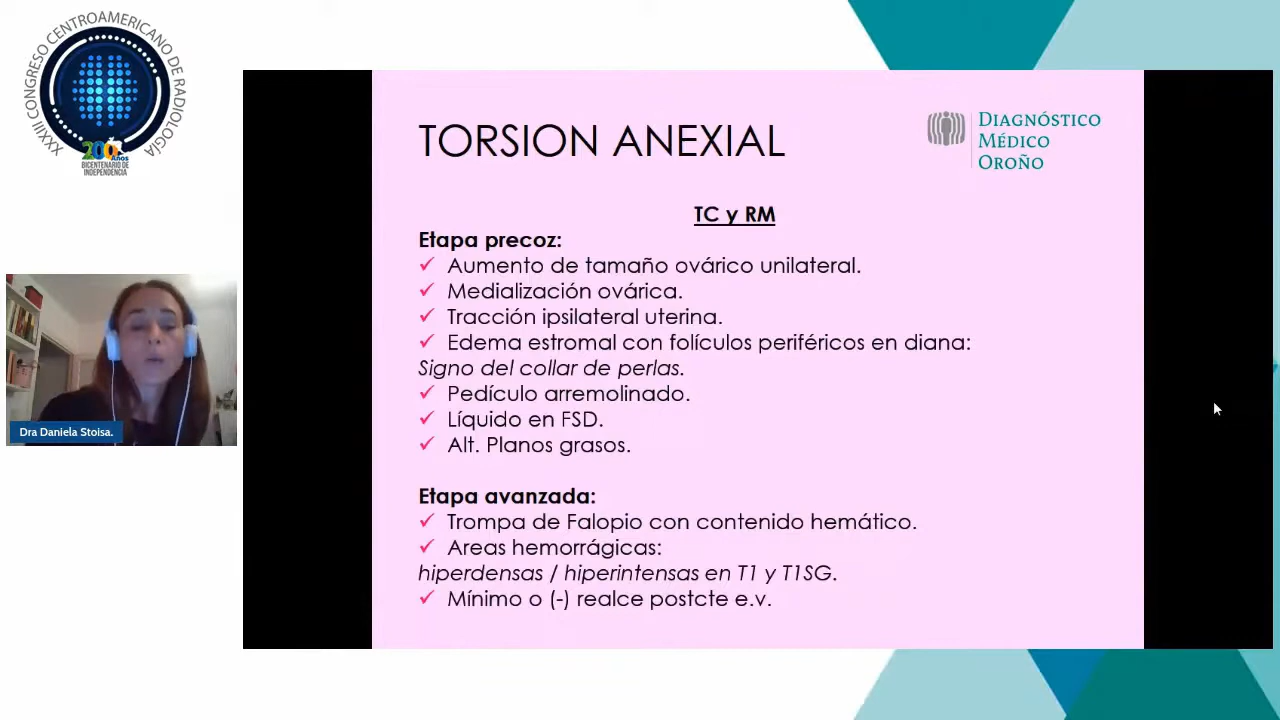 XXXIII CONGRESO CENTROAMERICANO DE RADIOLOGÍA
200 Años
BICENTENARIO DE
INDEPENDENCIA
TORSION ANEXIAL
DIAGNÓSTICO
MÉDICO
OROÑO
TC y RM
Etapa precoz:
✓ Aumento de tamaño ovárico unilateral.
✓ Medialización ovárica.
✓ Tracción ipsilateral uterina.
✓ Edema estromal con folículos periféricos en diana:
Signo del collar de perlas.
✓ Pedículo arremolinado.
✓ Líquido en FSD.
✓ Alt. Planos grasos.
Etapa avanzada:
✓ Trompa de Falopio con contenido hemático.
✓ Areas hemorrágicas:
hiperdensas / hiperintensas en T1 y T1SG.
✓ Mínimo o (-) realce postcte e.v.
Dra Daniela Stoisa.